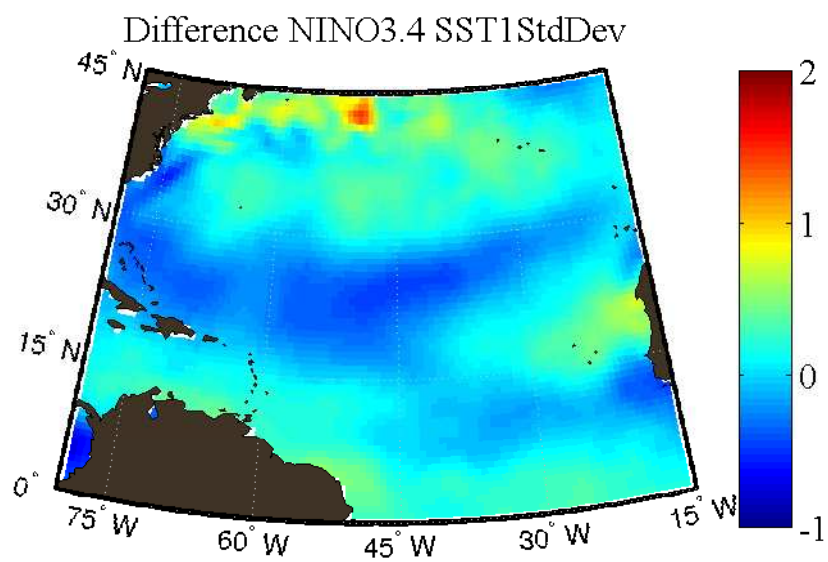 Difference NINO3.4 SST1StdDev
45° N
30° N
15° N
0°
75° W
60° W
45° W
30° W
15° W
2
1
0
-1